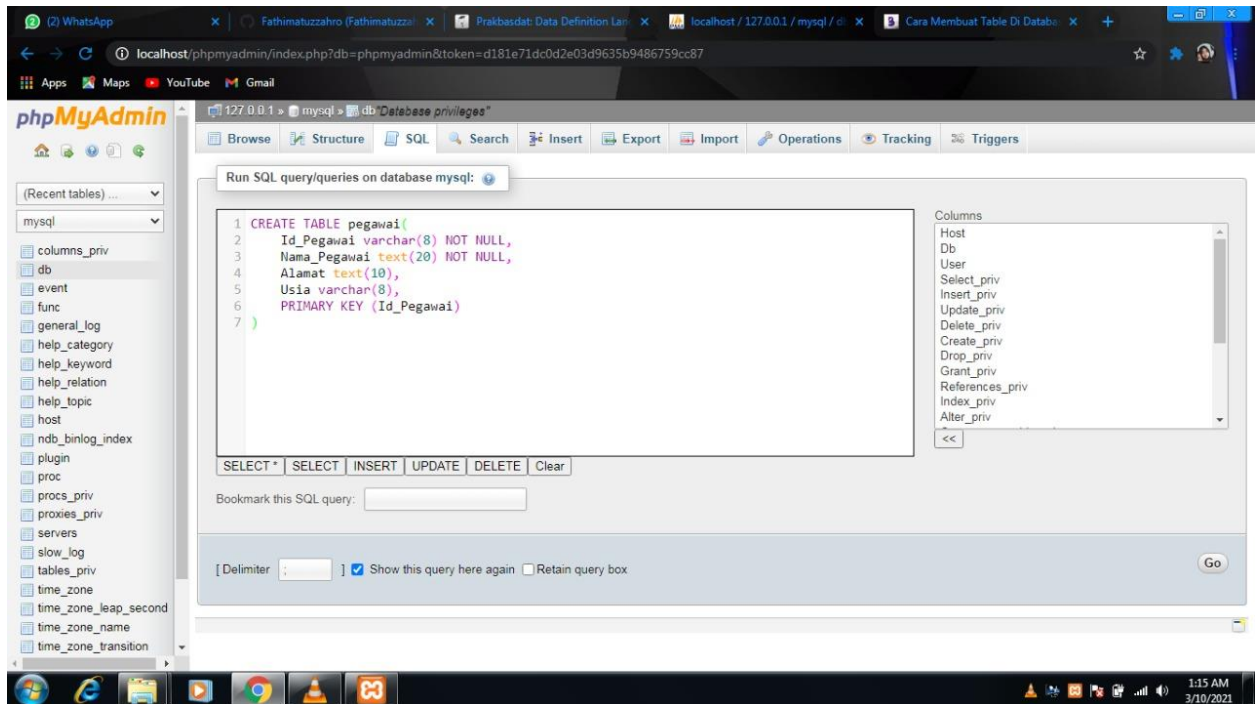 (2) WhatsApp
Fathimatuzzahro (Fathimatuzzah
Prakbasdat: Data Definition Lan
localhost / 127.0.0.1 / mysql / d
Cara Membuat Table Di Databa
localhost/phpmyadmin/index.php?db=phpmyadmin&token=d181e71dc0d2e03d9635b9486759cc87
Apps Maps YouTube Gmail
phpMyAdmin
127.0.0.1 » mysql » db "Database privileges"
Browse Structure SQL Search Insert Export Import Operations Tracking Triggers
(Recent tables) ...
mysql
columns_priv
db
event
func
general_log
help_category
help_keyword
help_relation
help_topic
host
ndb_binlog_index
plugin
proc
procs_priv
proxies_priv
servers
slow_log
tables_priv
time_zone
time_zone_leap_second
time_zone_name
time_zone_transition
Run SQL query/queries on database mysql:
1 CREATE TABLE pegawai(
2 Id_Pegawai varchar(8) NOT NULL,
3 Nama_Pegawai text(20) NOT NULL,
4 Alamat text(10),
5 Usia varchar(8),
6 PRIMARY KEY (Id_Pegawai)
7 )
Columns
Host
Db
User
Select_priv
Insert_priv
Update_priv
Delete_priv
Create_priv
Drop_priv
Grant_priv
References_priv
Index_priv
Alter_priv
<<
SELECT * SELECT INSERT UPDATE DELETE Clear
Bookmark this SQL query:
[ Delimiter ; ] Show this query here again Retain query box
Go
1:15 AM
3/10/2021